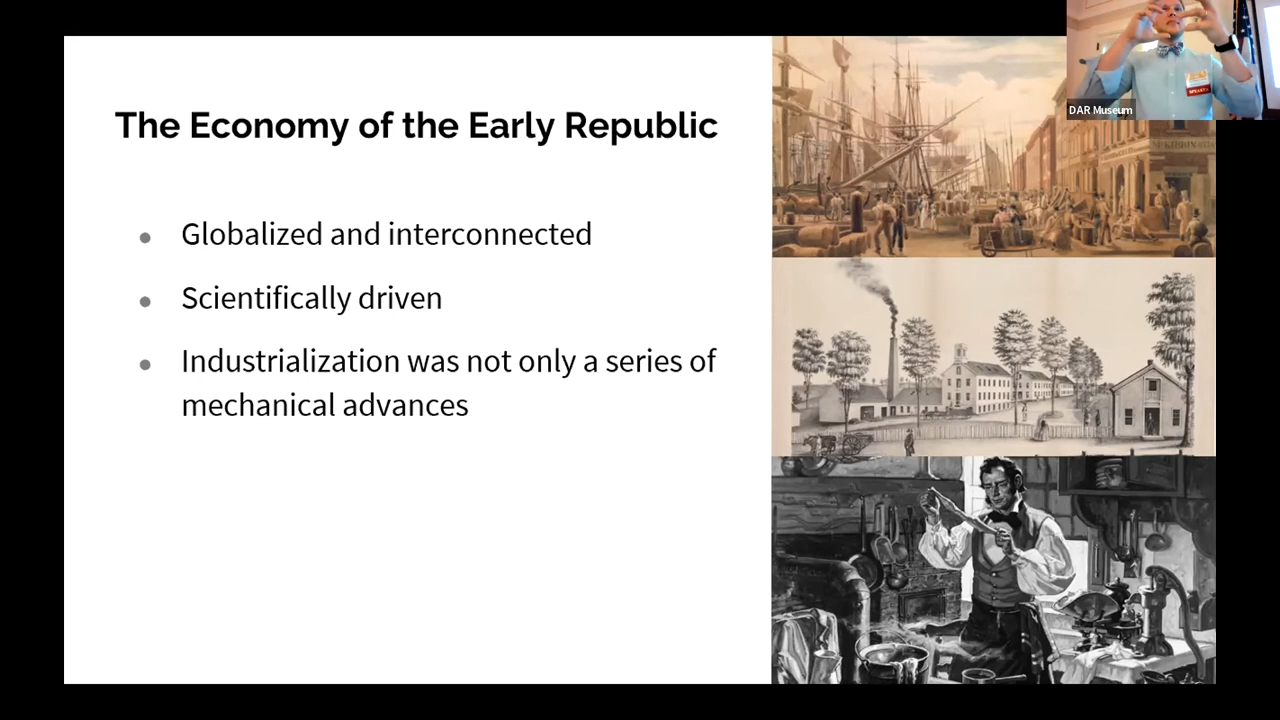 The Economy of the Early Republic
DAR Museum
Globalized and interconnected
Scientifically driven
Industrialization was not only a series of
mechanical advances